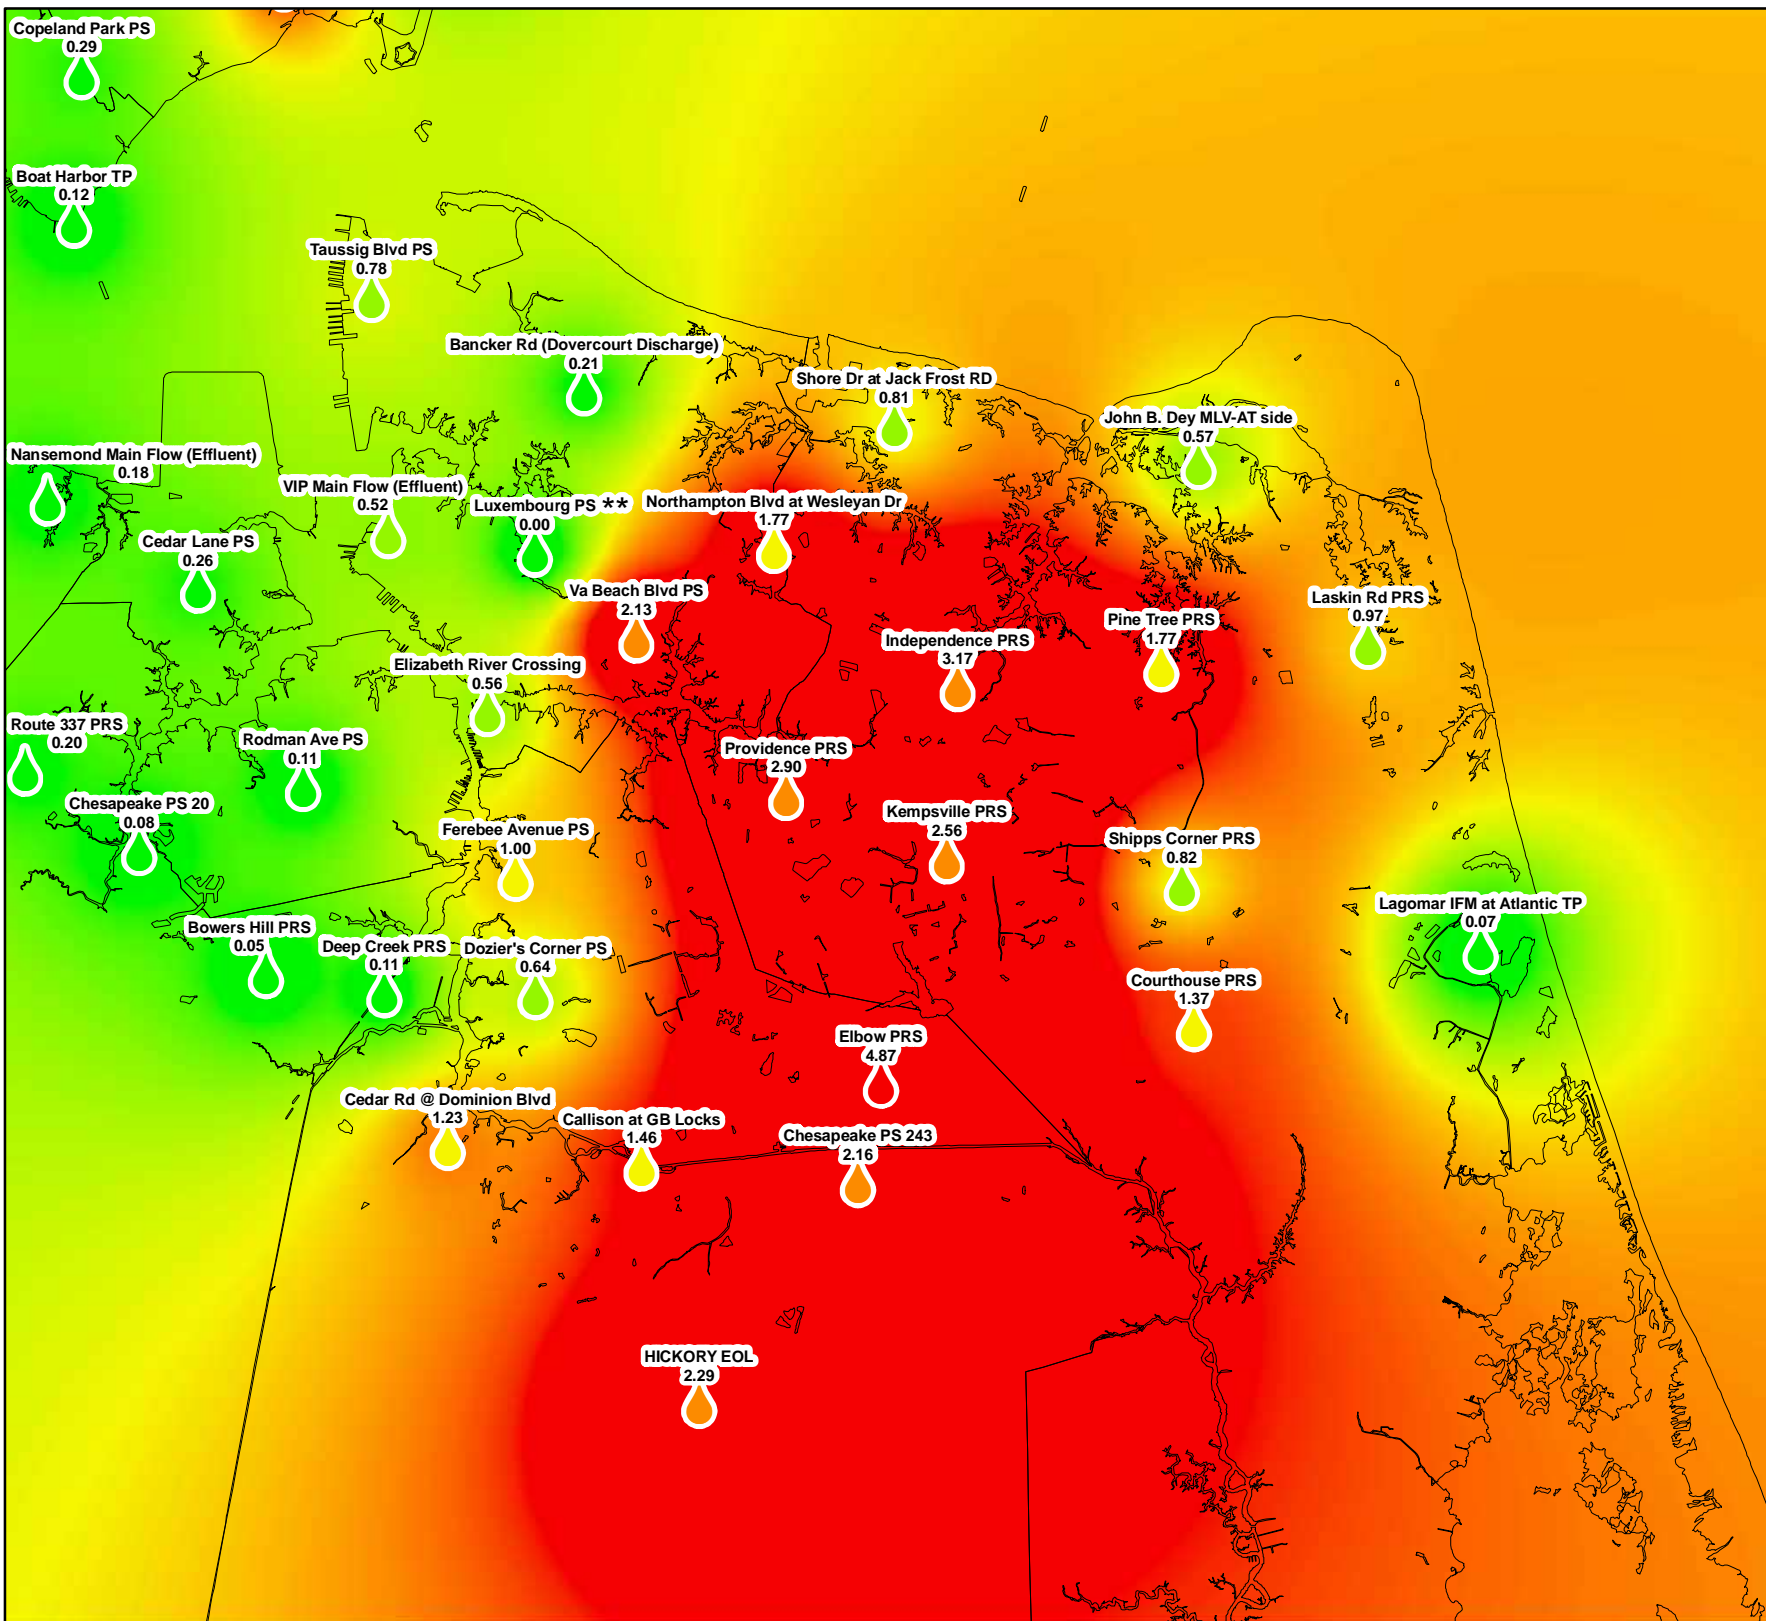 Copeland Park PS
0.29
Boat Harbor TP
0.12
Taussig Blvd PS
0.78
Bancker Rd (Dovercourt Discharge)
0.21
Shore Dr at Jack Frost RD
0.81
John B. Dey MLV-AT side
0.57
Nansemond Main Flow (Effluent)
0.18
VIP Main Flow (Effluent)
0.52
Luxembourg PS **
0.00
Northampton Blvd at Wesleyan Dr
1.77
Cedar Lane PS
0.26
Va Beach Blvd PS
2.13
Laskin Rd PRS
0.97
Pine Tree PRS
1.77
Independence PRS
3.17
Elizabeth River Crossing
0.56
Route 337 PRS
0.20
Rodman Ave PS
0.11
Providence PRS
2.90
Chesapeake PS 20
0.08
Kempsville PRS
2.56
Ferebee Avenue PS
1.00
Shipps Corner PRS
0.82
Lagomar IFM at Atlantic TP
0.07
Bowers Hill PRS
0.05
Deep Creek PRS
0.11
Dozier's Corner PS
0.64
Courthouse PRS
1.37
Elbow PRS
4.87
Cedar Rd @ Dominion Blvd
1.23
Callison at GB Locks
1.46
Chesapeake PS 243
2.16
HICKORY EOL
2.29